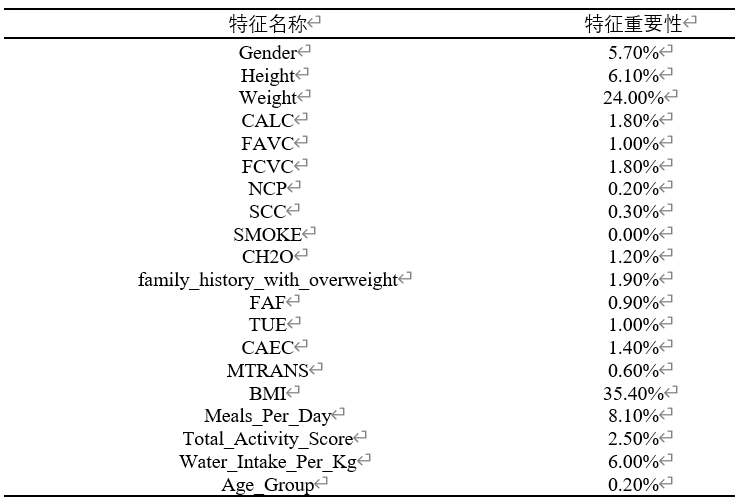 特征名称 特征重要性
Gender 5.70%
Height 6.10%
Weight 24.00%
CALC 1.80%
FAVC 1.00%
FCVC 1.80%
NCP 0.20%
SCC 0.30%
SMOKE 0.00%
CH2O 1.20%
family_history_with_overweight 1.90%
FAF 0.90%
TUE 1.00%
CAEC 1.40%
MTRANS 0.60%
BMI 35.40%
Meals_Per_Day 8.10%
Total_Activity_Score 2.50%
Water_Intake_Per_Kg 6.00%
Age_Group 0.20%